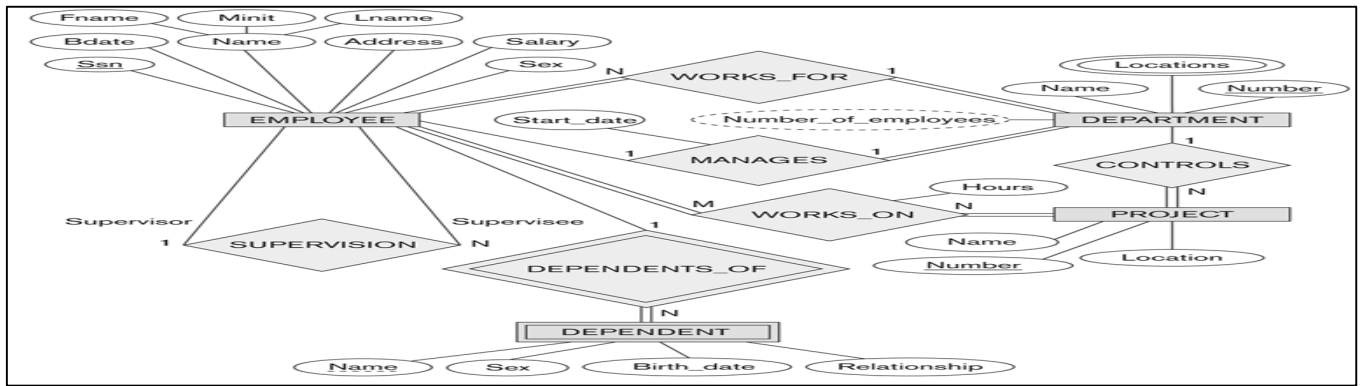 Fname Minit Lname
Bdate Name Address Salary
Ssn Sex
N WORKS_FOR 1
Locations
Name Number
EMPLOYEE Start_date Number_of_employees DEPARTMENT
1 MANAGES 1
1
CONTROLS
N
Hours
M WORKS_ON N PROJECT
Supervisor Supervisee 1
1 SUPERVISION N
Name
Number Location
DEPENDENTS_OF
N
DEPENDENT
Name Sex Birth_date Relationship